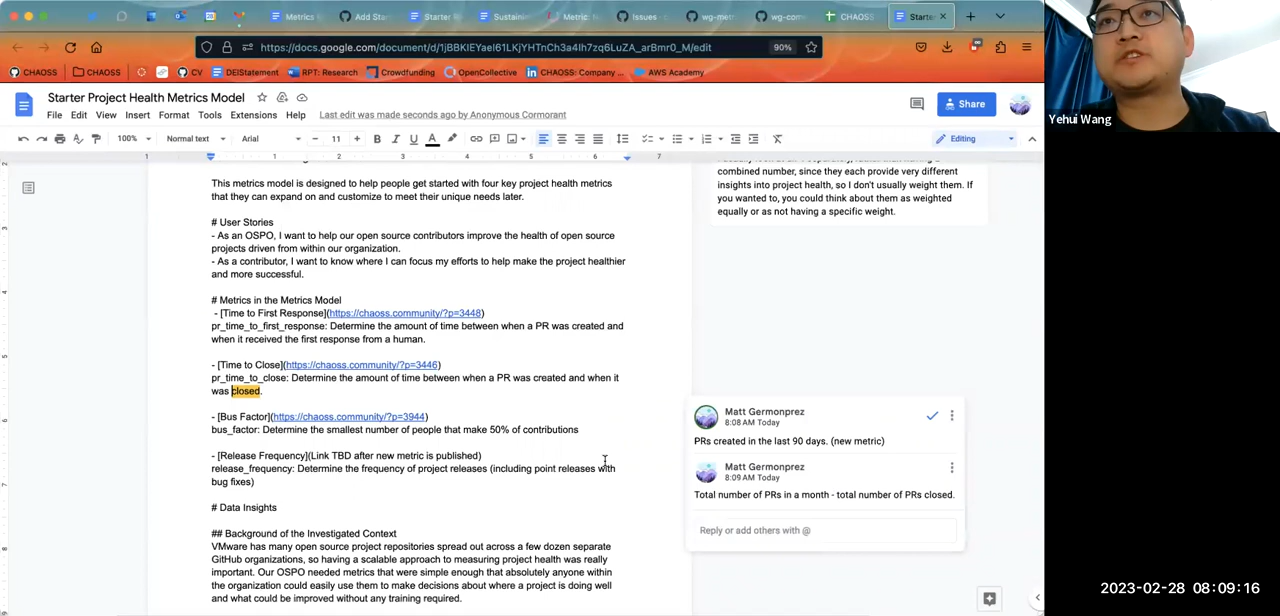 Metrics
Add Sta
Starter
Sustain
Metric: N
Issues
wg-metr
wg-com
CHAOSS
Starte
https://docs.google.com/document/d/1jBBKIEYael61LKjYHTnCh3a4lh7zq6LuZA_arBmr0_M/edit
90%
CHAOSS
CHAOSS
CV
DEIStatement
RPT: Research
Crowdfunding
OpenCollective
CHAOSS: Company ...
AWS Academy
Starter Project Health Metrics Model
File Edit View Insert Format Tools Extensions Help
Last edit was made seconds ago by Anonymous Cormorant
Share
100%
Normal text
Arial
11
Editing
This metrics model is designed to help people get started with four key project health metrics
that they can expand on and customize to meet their unique needs later.
# User Stories
- As an OSPO, I want to help our open source contributors improve the health of open source
projects driven from within our organization.
- As a contributor, I want to know where I can focus my efforts to help make the project healthier
and more successful.
# Metrics in the Metrics Model
- [Time to First Response](https://chaoss.community/?p=3448)
pr_time_to_first_response: Determine the amount of time between when a PR was created and
when it received the first response from a human.
- [Time to Close](https://chaoss.community/?p=3446)
pr_time_to_close: Determine the amount of time between when a PR was created and when it
was closed.
- [Bus Factor](https://chaoss.community/?p=3944)
bus_factor: Determine the smallest number of people that make 50% of contributions
- [Release Frequency](Link TBD after new metric is published)
release_frequency: Determine the frequency of project releases (including point releases with
bug fixes)
# Data Insights
## Background of the Investigated Context
VMware has many open source project repositories spread out across a few dozen separate
GitHub organizations, so having a scalable approach to measuring project health was really
important. Our OSPO needed metrics that were simple enough that absolutely anyone within
the organization could easily use them to make decisions about where a project is doing well
and what could be improved without any training required.
combined number, since they each provide very different
insights into project health, so I don't usually weight them. If
you wanted to, you could think about them as weighted
equally or as not having a specific weight.
Matt Germonprez
8:08 AM Today
PRs created in the last 90 days. (new metric)
Matt Germonprez
8:09 AM Today
Total number of PRs in a month - total number of PRs closed.
Reply or add others with @
Yehui Wang
2023-02-28 08:09:16